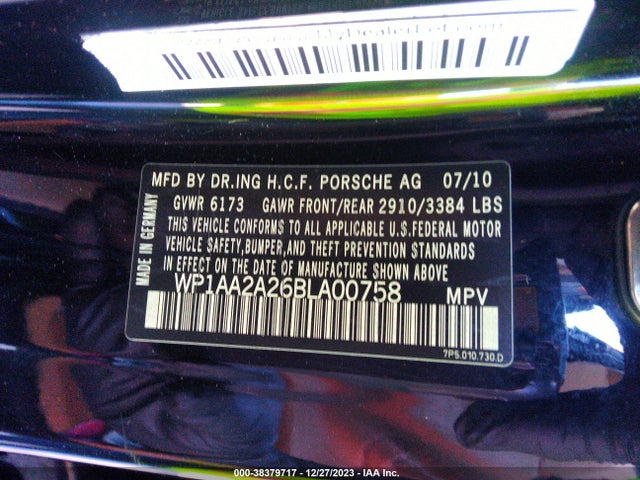 MFD BY DR.ING H.C.F. PORSCHE AG 07/10
GVWR 6173 GAWR FRONT/REAR 2910/3384 LBS
THIS VEHICLE CONFORMS TO ALL APPLICABLE U.S.FEDERAL MOTOR
VEHICLE SAFETY,BUMPER,AND THEFT PREVENTION STANDARDS
IN EFFECT ON THE DATE OF MANUFACTURE SHOWN ABOVE
MADE IN GERMANY
WP1AA2A26BLA00758 MPV
7P5.010.730.D
000-38379717 - 12/27/2023 - IAA Inc.